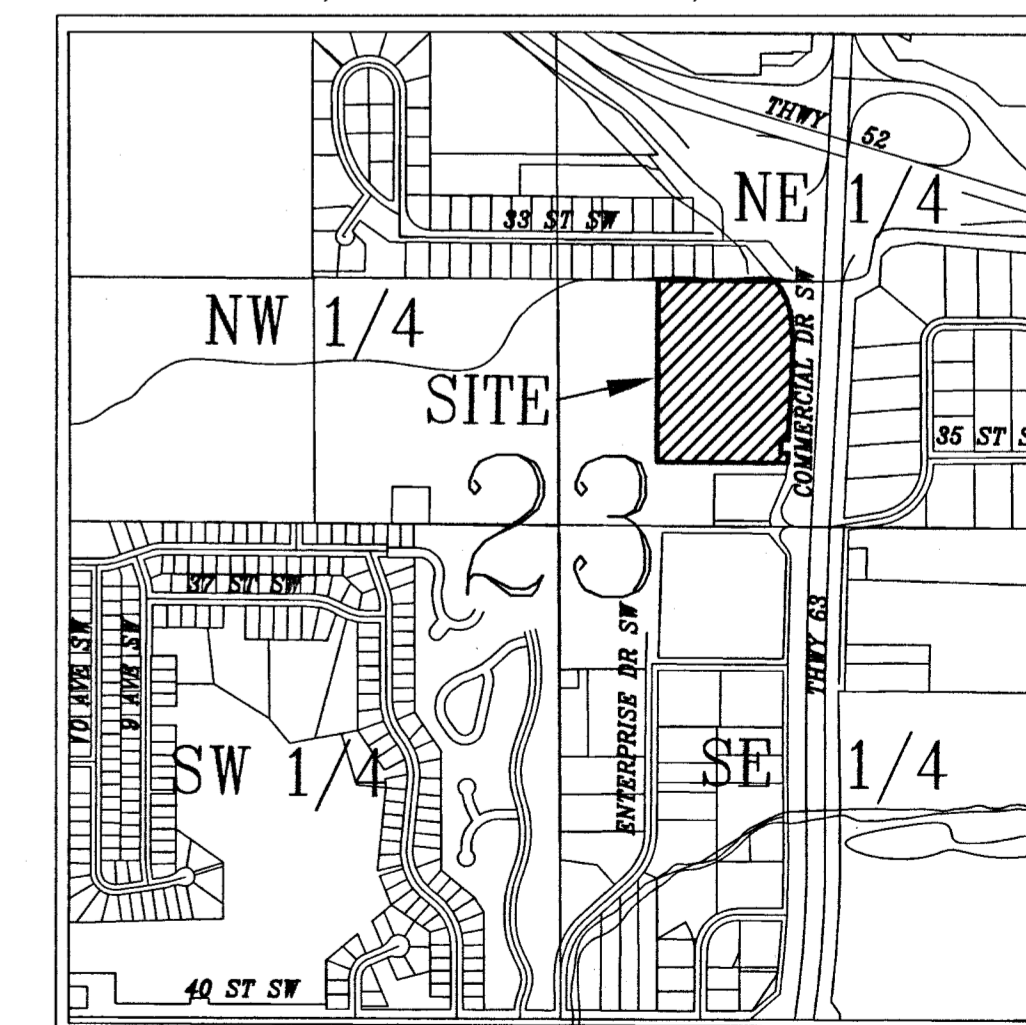 THWY 52
NE 1/4
33 ST SW
NW 1/4
COMMERCIAL DR SW
SITE
35 ST S
23
37 ST SW
10 AVE SW
9 AVE SW
ENTERPRISE DR SW
THWY 63
SW 1/4
SE 1/4
40 ST SW